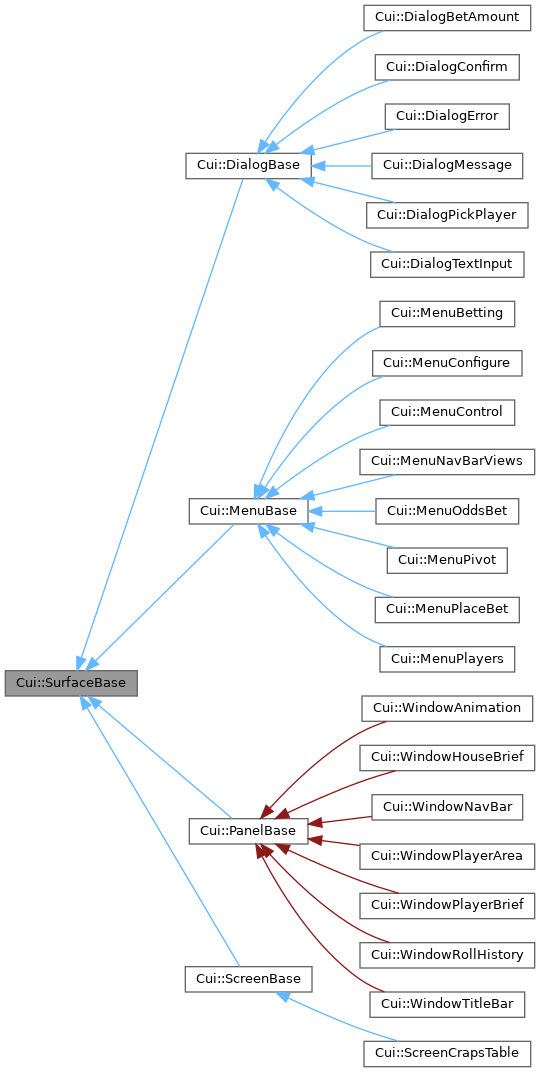 Cui::DialogBetAmount
Cui::DialogConfirm
Cui::DialogError
Cui::DialogBase
Cui::DialogMessage
Cui::DialogPickPlayer
Cui::DialogTextInput
Cui::MenuBetting
Cui::MenuConfigure
Cui::MenuControl
Cui::MenuNavBarViews
Cui::MenuBase
Cui::MenuOddsBet
Cui::MenuPivot
Cui::MenuPlaceBet
Cui::MenuPlayers
Cui::SurfaceBase
Cui::WindowAnimation
Cui::WindowHouseBrief
Cui::WindowNavBar
Cui::PanelBase
Cui::WindowPlayerArea
Cui::WindowPlayerBrief
Cui::WindowRollHistory
Cui::ScreenBase
Cui::WindowTitleBar
Cui::ScreenCrapsTable